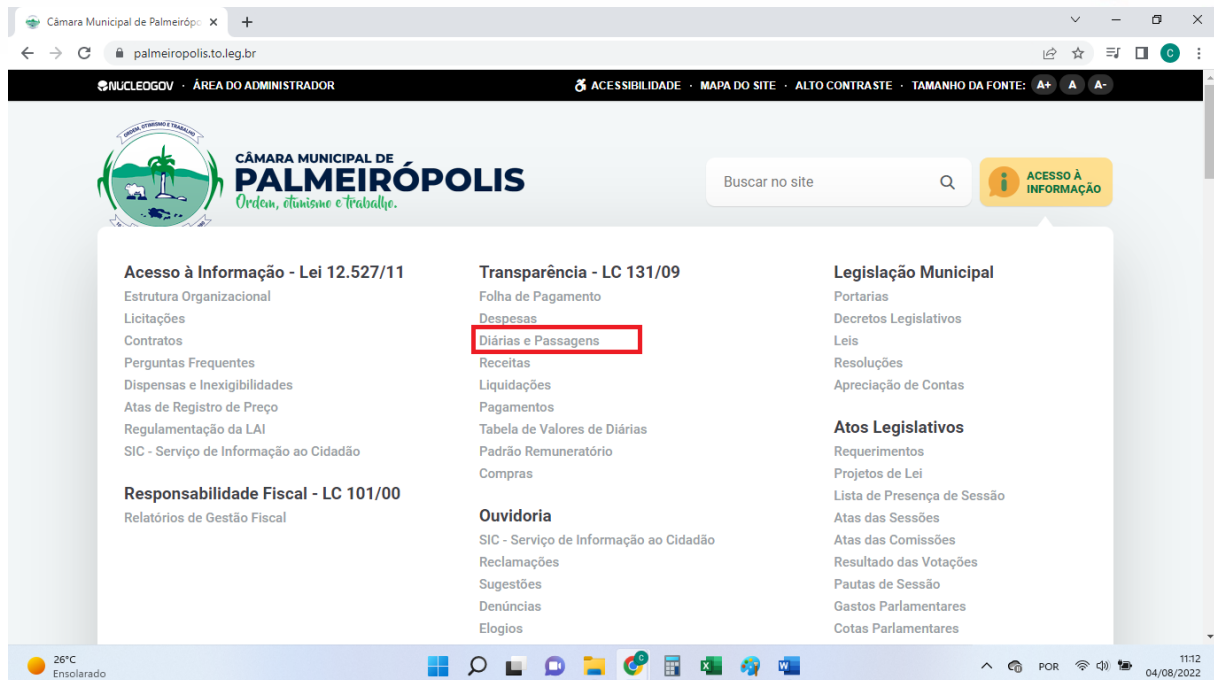 Câmara Municipal de Palmeirópo
palmeiropolis.to.leg.br
NUCLEOGOV · ÁREA DO ADMINISTRADOR
ACESSIBILIDADE · MAPA DO SITE · ALTO CONTRASTE · TAMANHO DA FONTE: A+ A A-
ORDEM, OTIMISMO E TRABALHO
CÂMARA MUNICIPAL DE
PALMEIRÓPOLIS
Ordem, otimismo e trabalho.
Buscar no site
ACESSO À
INFORMAÇÃO
Acesso à Informação - Lei 12.527/11
Estrutura Organizacional
Licitações
Contratos
Perguntas Frequentes
Dispensas e Inexigibilidades
Atas de Registro de Preço
Regulamentação da LAI
SIC - Serviço de Informação ao Cidadão
Responsabilidade Fiscal - LC 101/00
Relatórios de Gestão Fiscal
Transparência - LC 131/09
Folha de Pagamento
Despesas
Diárias e Passagens
Receitas
Liquidações
Pagamentos
Tabela de Valores de Diárias
Padrão Remuneratório
Compras
Ouvidoria
SIC - Serviço de Informação ao Cidadão
Reclamações
Sugestões
Denúncias
Elogios
Legislação Municipal
Portarias
Decretos Legislativos
Leis
Resoluções
Apreciação de Contas
Atos Legislativos
Requerimentos
Projetos de Lei
Lista de Presença de Sessão
Atas das Sessões
Atas das Comissões
Resultado das Votações
Pautas de Sessão
Gastos Parlamentares
Cotas Parlamentares
26°C
Ensolarado
POR
11:12
04/08/2022